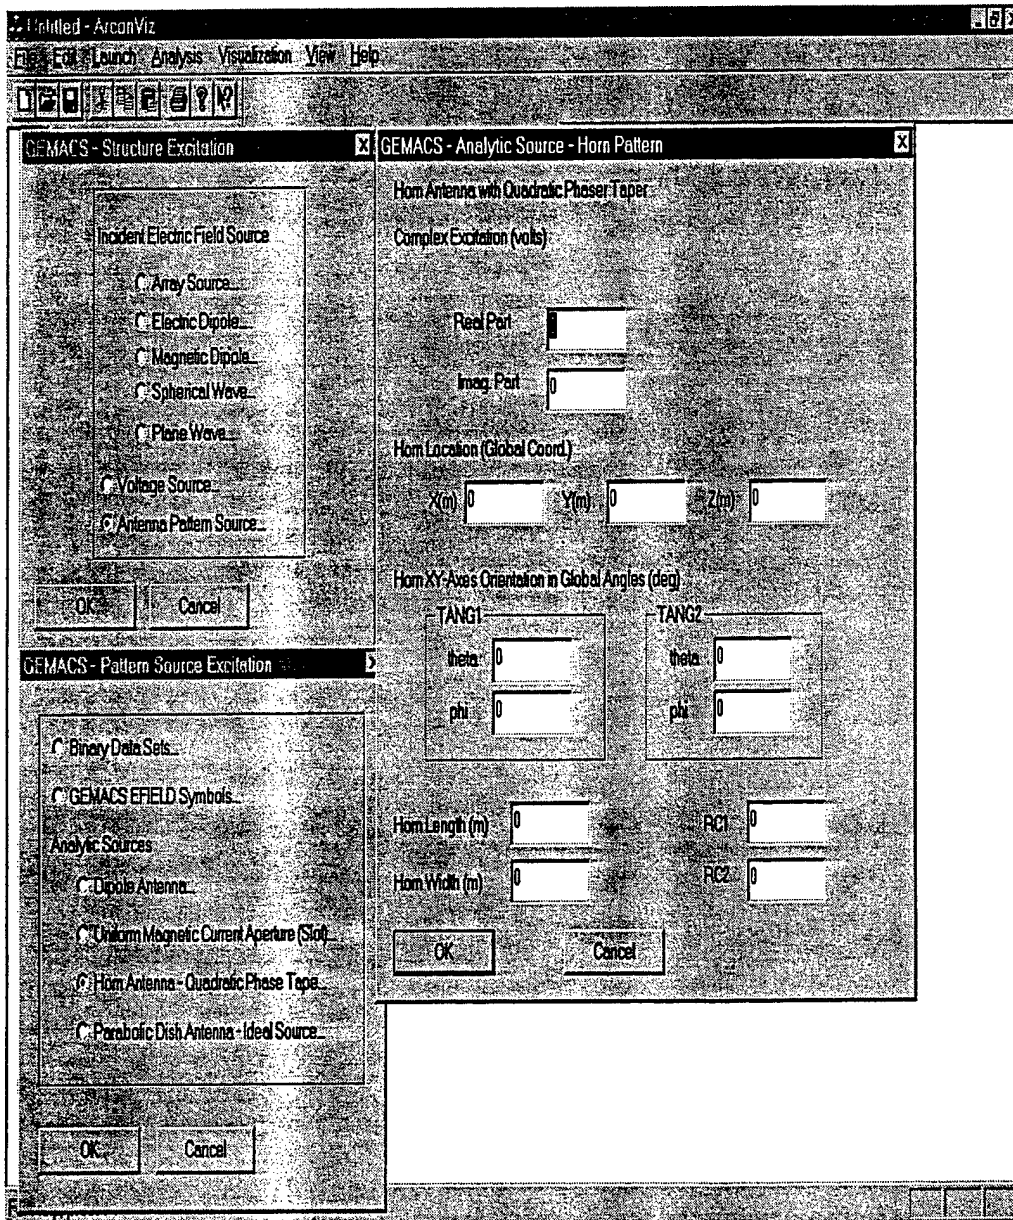 Untitled - ArconViz
File Edit Launch Analysis Visualization View Help
GEMACS - Structure Excitation
Incident Electric Field Source
Array Source...
Electric Dipole...
Magnetic Dipole...
Spherical Wave...
Plane Wave...
Voltage Source...
Antenna Pattern Source...
OK
Cancel
GEMACS - Pattern Source Excitation
Binary Data Sets...
GEMACS EFIELD Symbols...
Analytic Sources
Dipole Antenna...
Uniform Magnetic Current Aperture (Slot)...
Horn Antenna - Quadratic Phase Tape...
Parabolic Dish Antenna - Ideal Source...
OK
Cancel
GEMACS - Analytic Source - Horn Pattern
Horn Antenna with Quadratic Phaser Taper
Complex Excitation (volts)
Real Part 0
Imag. Part 0
Horn Location (Global Coord.)
X(m) 0 Y(m) 0 Z(m) 0
Horn XY-Axes Orientation in Global Angles (deg)
TANG1 TANG2
theta 0 theta 0
phi 0 phi 0
Horn Length (m) 0 RC1 0
Horn Width (m) 0 RC2 0
OK Cancel